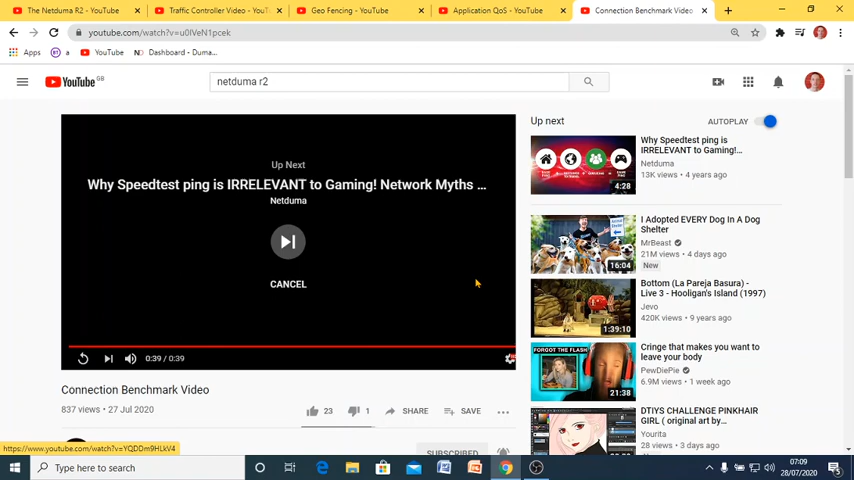 The Netduma R2 - YouTube
Traffic Controller Video - YouT
Geo Fencing - YouTube
Application QoS - YouTube
Connection Benchmark Video
youtube.com/watch?v=u0lVeN1pcek
Apps
a
YouTube
Dashboard - Duma...
YouTube GB
netduma r2
Up Next
Why Speedtest ping is IRRELEVANT to Gaming! Network Myths ...
Netduma
CANCEL
0:39 / 0:39
Connection Benchmark Video
837 views • 27 Jul 2020
23
1
SHARE
SAVE
SUBSCRIBED
Up next
AUTOPLAY
4:28
Why Speedtest ping is
IRRELEVANT to Gaming!...
Netduma
13K views • 4 years ago
16:04
I Adopted EVERY Dog In A Dog
Shelter
MrBeast
21M views • 4 days ago
New
1:39:10
Bottom (La Pareja Basura) -
Live 3 - Hooligan's Island (1997)
Jevo
420K views • 9 years ago
FORGOT THE FLASH
21:38
Cringe that makes you want to
leave your body
PewDiePie
6.9M views • 1 week ago
DTIYS CHALLENGE PINKHAIR
GIRL ( original art by...
Yourita
28 views • 3 days ago
https://www.youtube.com/watch?v=YQDDm9HLkV4
Type here to search
07:09
28/07/2020